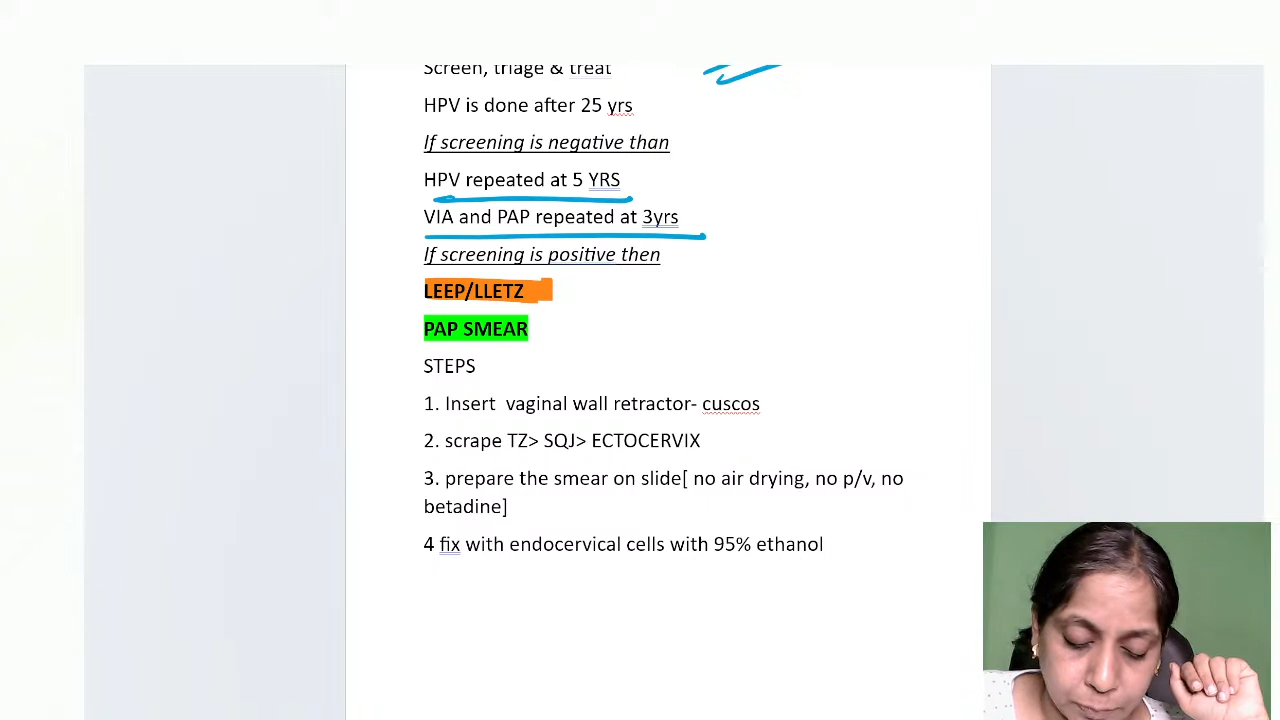 Screen, triage & treat
HPV is done after 25 yrs
If screening is negative than
HPV repeated at 5 YRS
VIA and PAP repeated at 3yrs
If screening is positive then
LEEP/LLETZ
PAP SMEAR
STEPS
1. Insert  vaginal wall retractor- cuscos
2. scrape TZ> SQJ> ECTOCERVIX
3. prepare the smear on slide[ no air drying, no p/v, no
betadine]
4 fix with endocervical cells with 95% ethanol